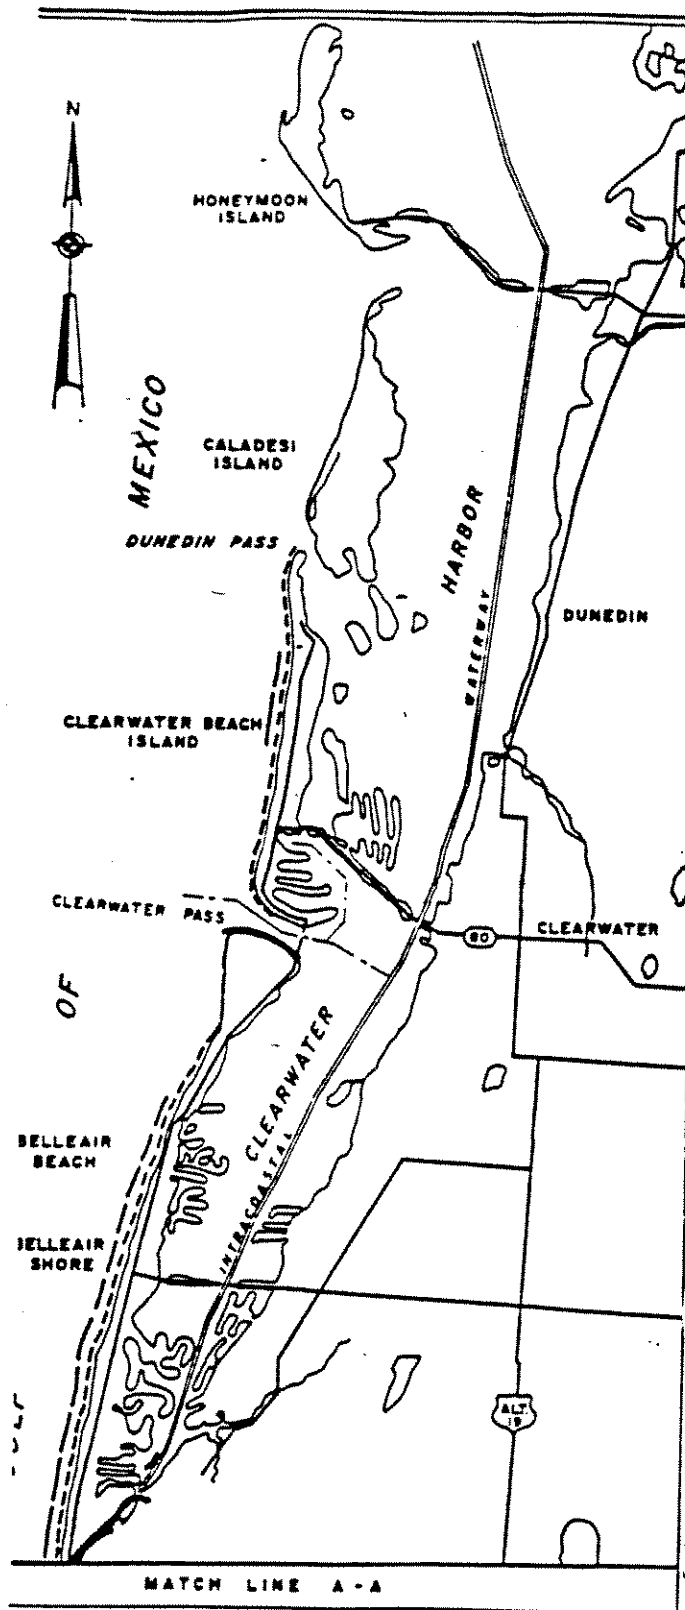 N
HONEYMOON
ISLAND
MEXICO
CALADESI
ISLAND
HARBOR
DUNEDIN PASS
WATERWAY
DUNEDIN
CLEARWATER BEACH
ISLAND
CLEARWATER PASS
60
CLEARWATER
OF
CLEARWATER
INTRACOASTAL
BELLEAIR
BEACH
BELLEAIR
SHORE
ALT.
19
MATCH LINE A-A